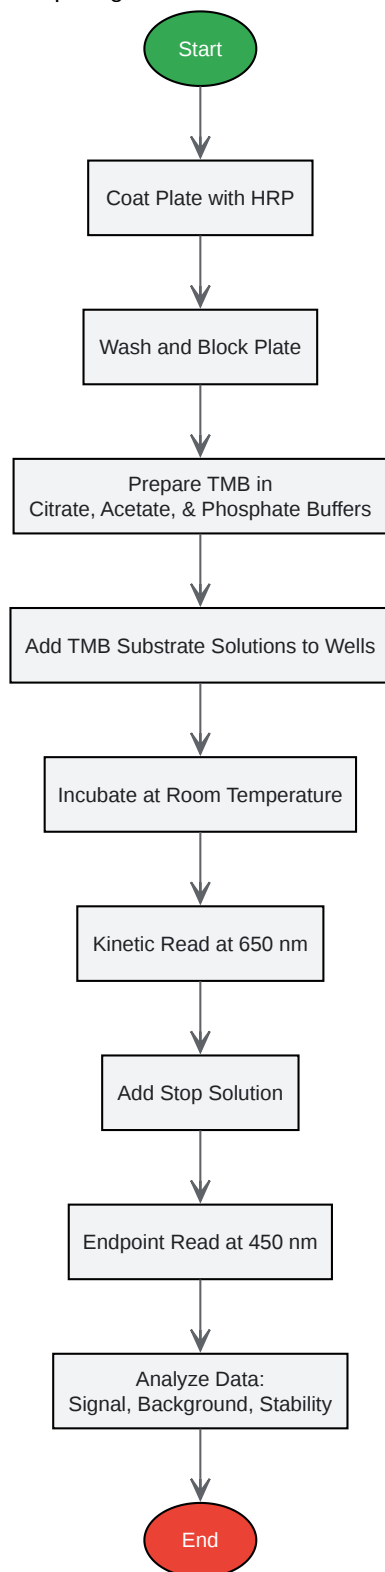 Start
Coat Plate with HRP
Wash and Block Plate
Prepare TMB in
Citrate, Acetate, & Phosphate Buffers
Add TMB Substrate Solutions to Wells
Incubate at Room Temperature
Kinetic Read at 650 nm
Add Stop Solution
Endpoint Read at 450 nm
Analyze Data:
Signal, Background, Stability
End